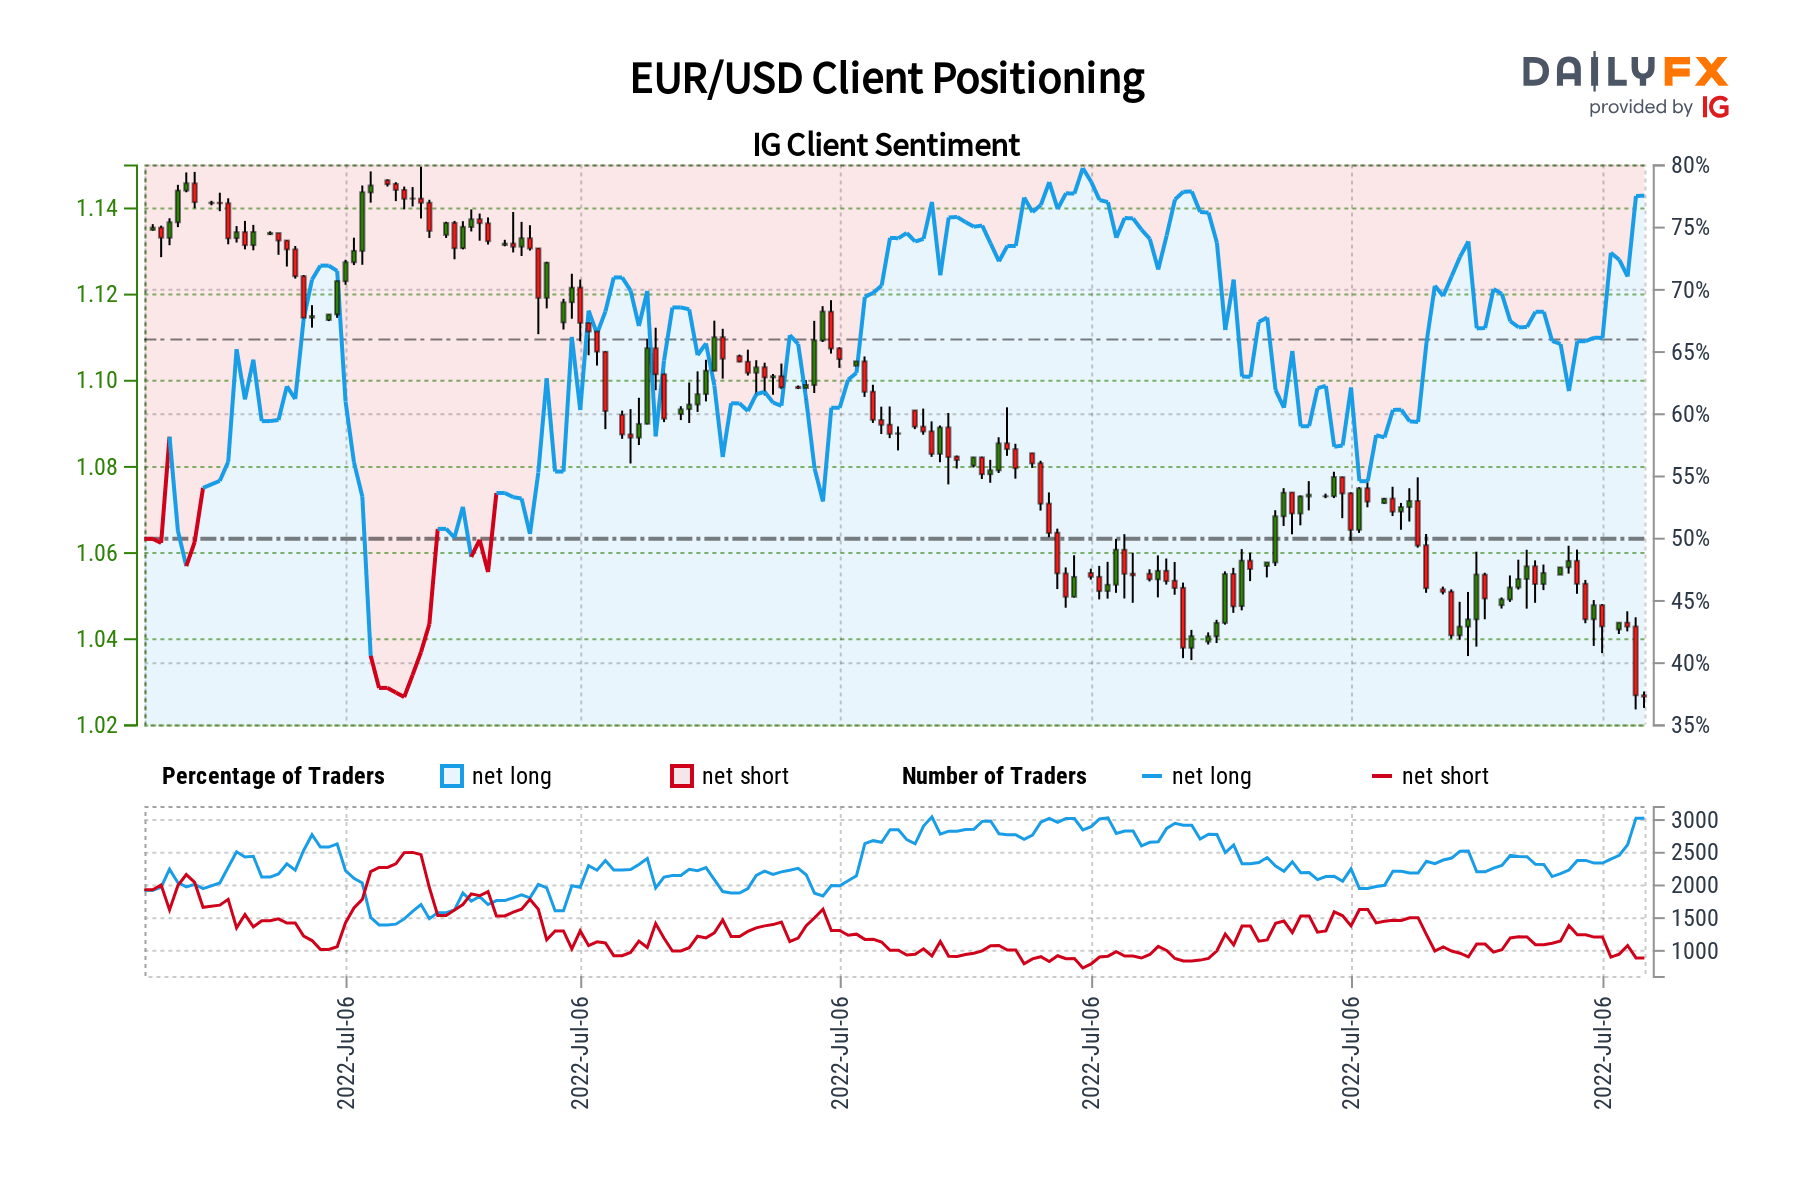 EUR/USD Client Positioning
DAILYFX
provided by IG
IG Client Sentiment
1.14
1.12
1.10
1.08
1.06
1.04
1.02
80%
75%
70%
65%
60%
55%
50%
45%
40%
35%
Percentage of Traders net long net short Number of Traders net long net short
3000
2500
2000
1500
1000
2022-Jul-06
2022-Jul-06
2022-Jul-06
2022-Jul-06
2022-Jul-06
2022-Jul-06